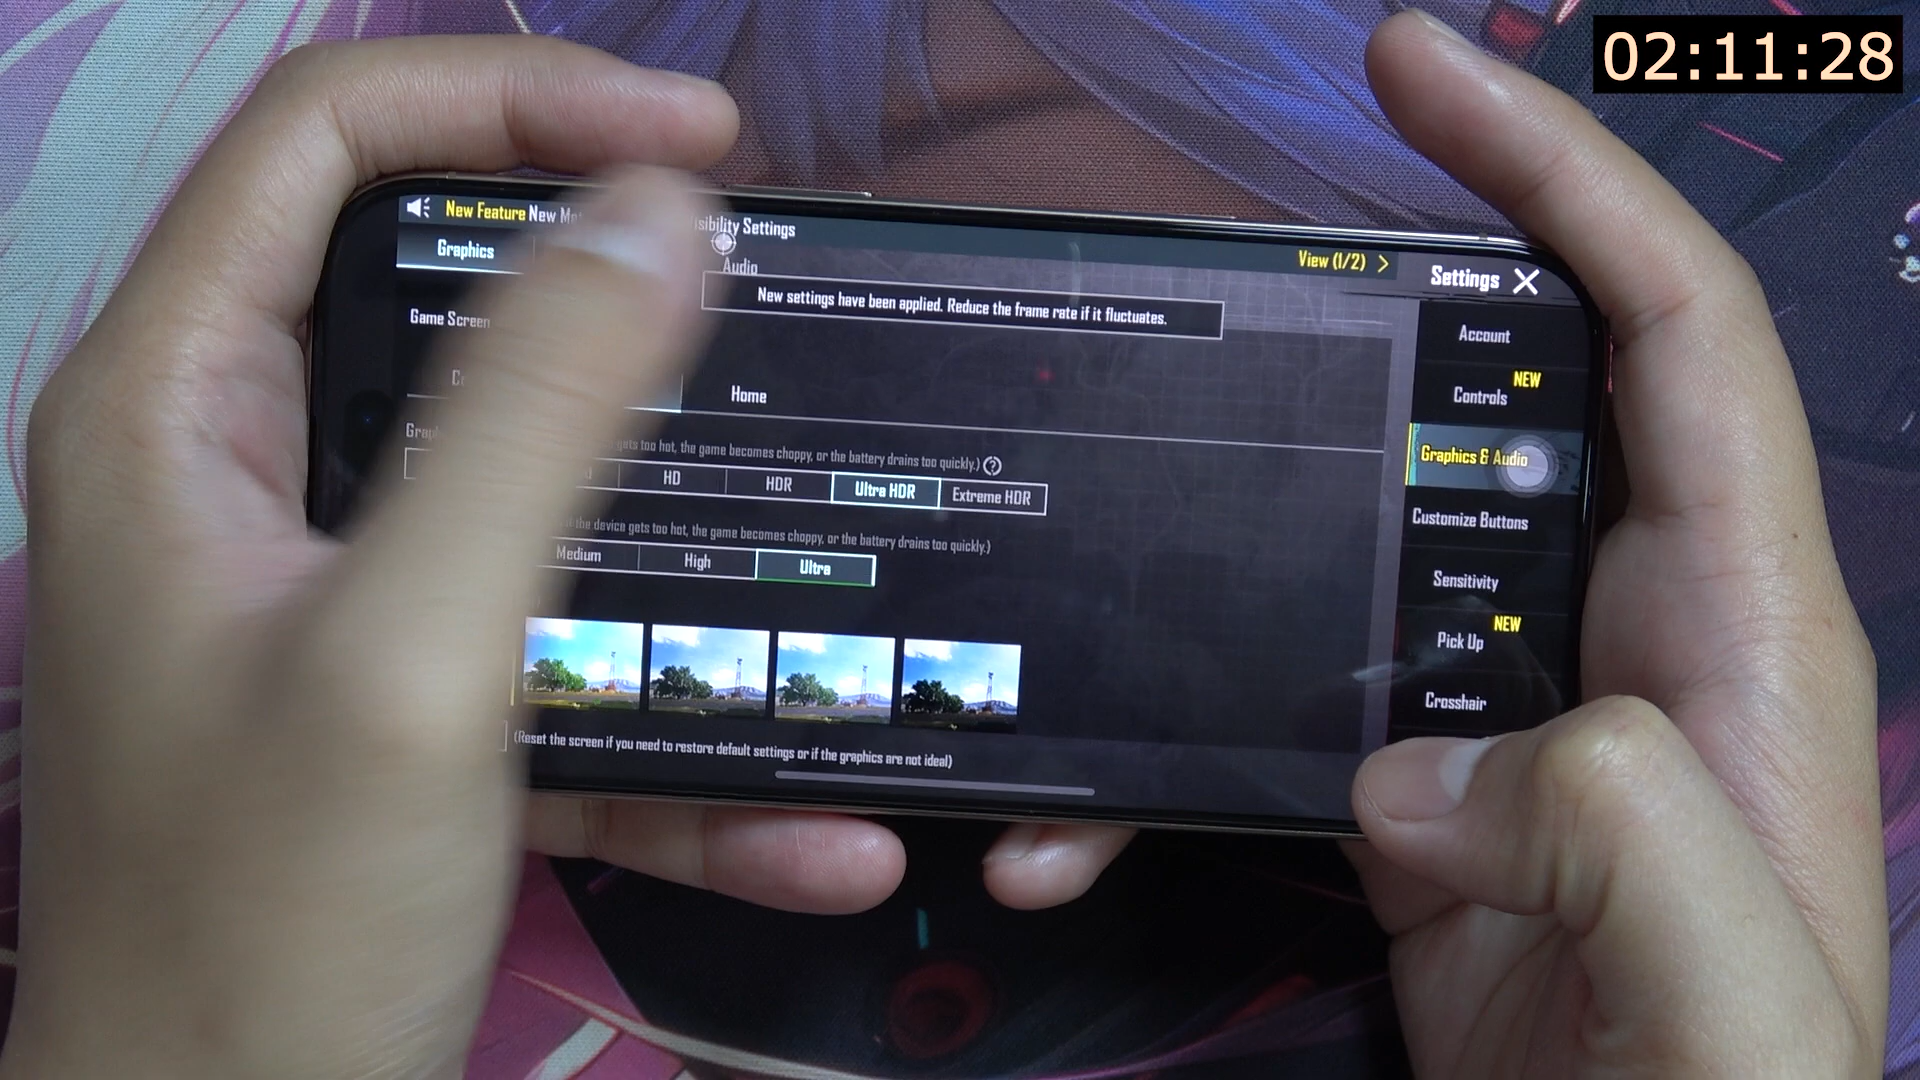 02:11:28
New Feature New
sibility Settings
View (1/2)
Settings
Graphics
Audio
New settings have been applied. Reduce the frame rate if it fluctuates.
Game Screen
Home
gets too hot, the game becomes choppy, or the battery drains too quickly.)
HD
HDR
Ultra HDR
Extreme HDR
the device gets too hot, the game becomes choppy, or the battery drains too quickly.)
Medium
High
Ultra
(Reset the screen if you need to restore default settings or if the graphics are not ideal)
Account
NEW
Controls
Graphics & Audio
Customize Buttons
Sensitivity
NEW
Pick Up
Crosshair